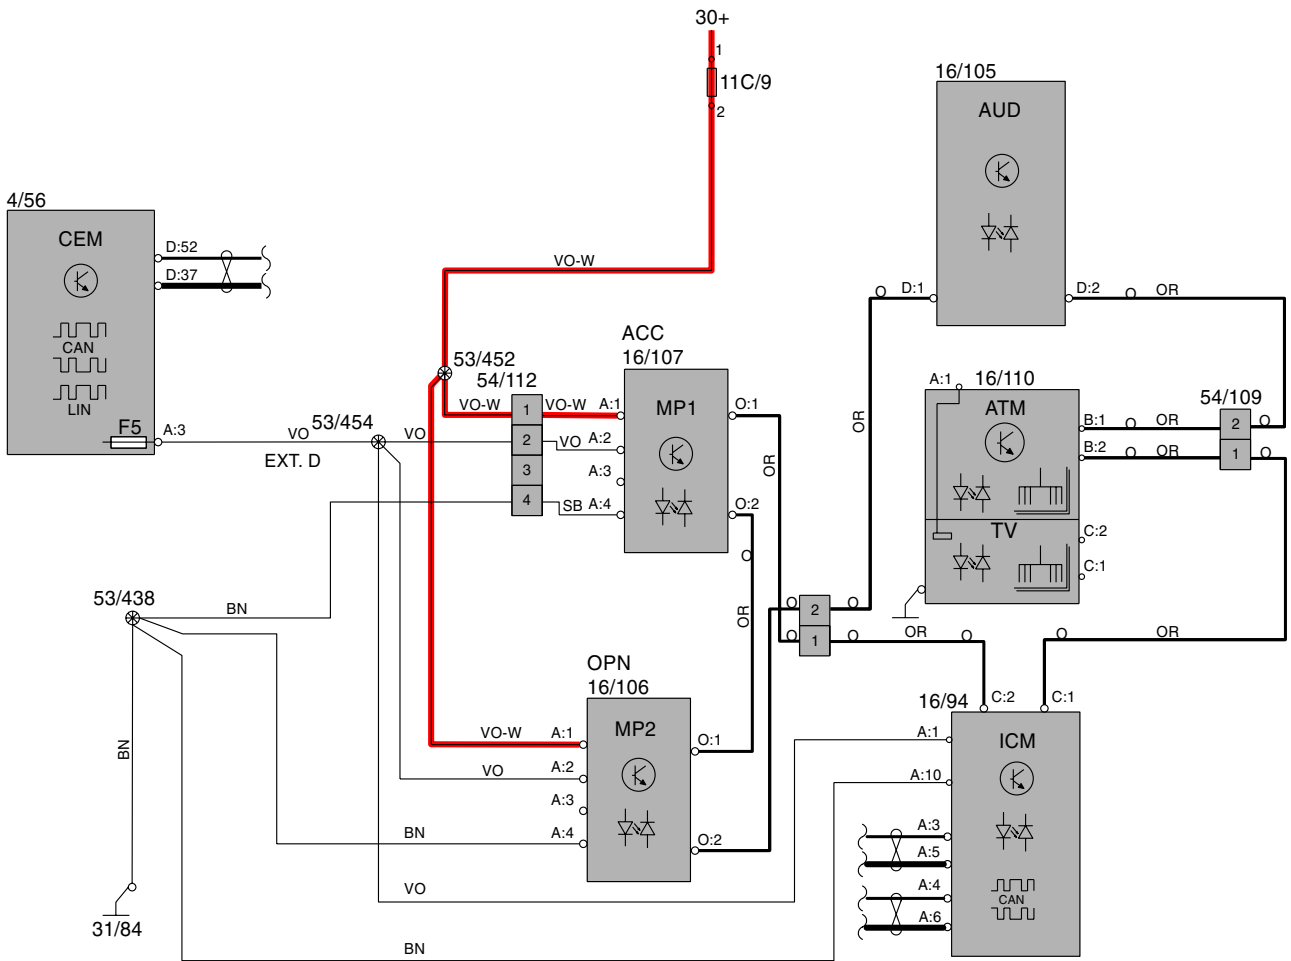 30+
1
11C/9
2
VO-W
16/105
AUD
D:1
D:2
O
O
OR
OR
4/56
CEM
D:52
D:37
CAN
LIN
F5
A:3
VO
EXT. D
53/454
VO
53/452
54/112
VO-W
1
VO-W
2
VO
3
4
SB
ACC
16/107
MP1
A:1
A:2
A:3
A:4
O:1
O:2
OR
O
OR
16/110
A:1
ATM
B:1
O
OR
B:2
O
OR
54/109
2
O
1
O
TV
C:2
C:1
53/438
BN
BN
31/84
O
2
O
O
1
O
OR
O
O
OR
OPN
16/106
MP2
VO-W
A:1
VO
A:2
A:3
BN
A:4
O:1
O:2
VO
BN
16/94
C:2
C:1
ICM
A:1
A:10
A:3
A:5
A:4
A:6
CAN